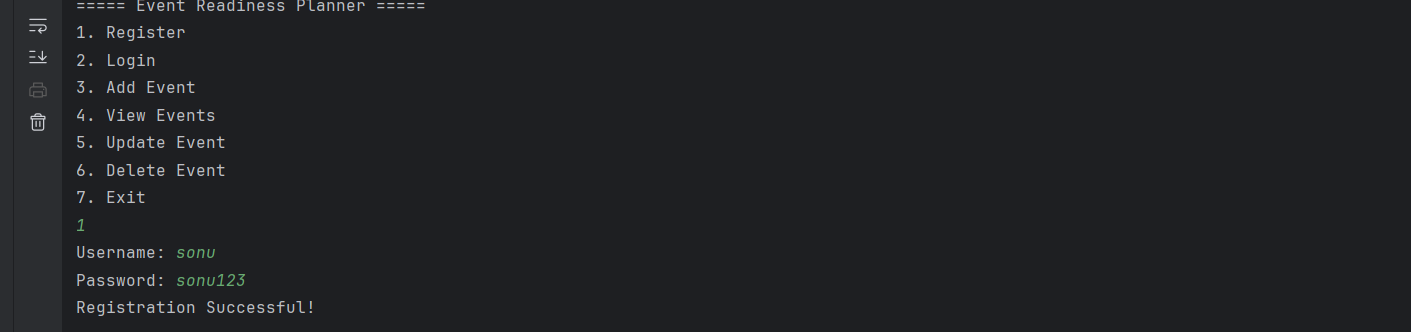 ===== Event Readiness Planner =====
1. Register
2. Login
3. Add Event
4. View Events
5. Update Event
6. Delete Event
7. Exit
1
Username: sonu
Password: sonu123
Registration Successful!